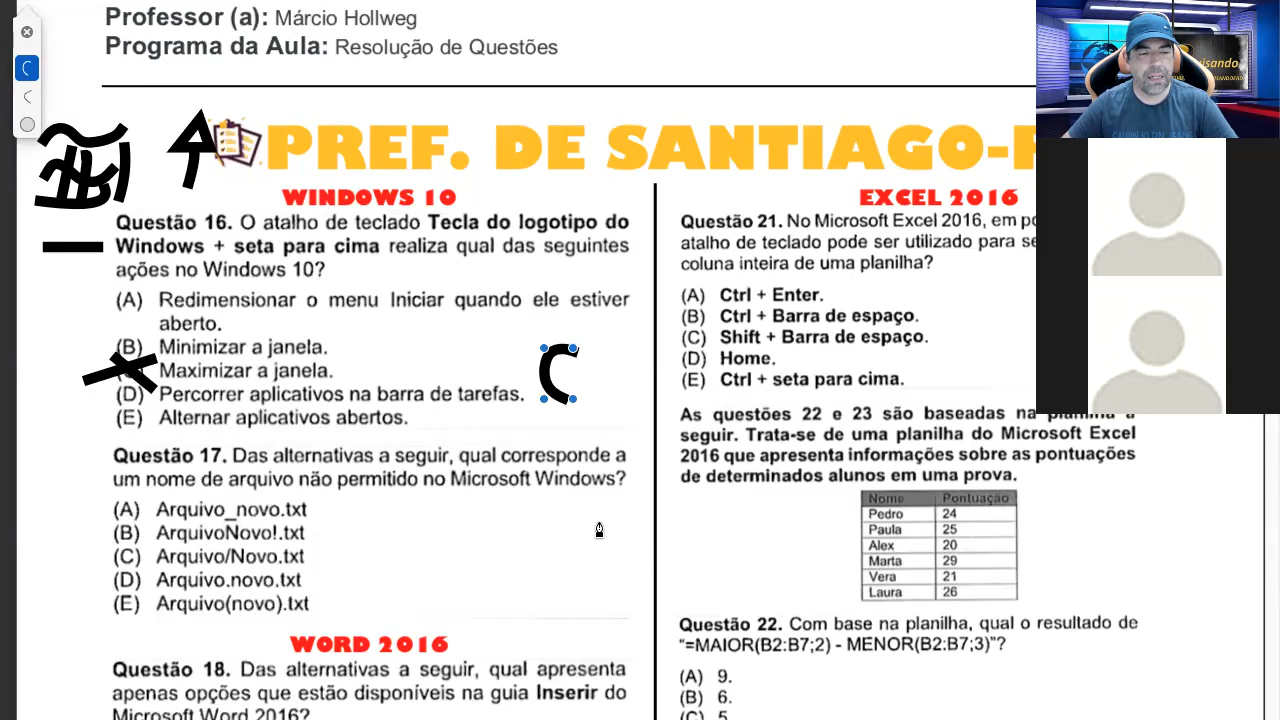 Professor (a): Márcio Hollweg
Programa da Aula: Resolução de Questões
PREF. DE SANTIAGO-
WINDOWS 10
Questão 16. O atalho de teclado Tecla do logotipo do
Windows + seta para cima realiza qual das seguintes
ações no Windows 10?
(A) Redimensionar o menu Iniciar quando ele estiver
aberto.
(B) Minimizar a janela.
Maximizar a janela.
(D) Percorrer aplicativos na barra de tarefas.
(E) Alternar aplicativos abertos.
C
Questão 17. Das alternativas a seguir, qual corresponde a
um nome de arquivo não permitido no Microsoft Windows?
(A) Arquivo_novo.txt
(B) ArquivoNovo!.txt
(C) Arquivo/Novo.txt
(D) Arquivo.novo.txt
(E) Arquivo(novo).txt
WORD 2016
Questão 18. Das alternativas a seguir, qual apresenta
apenas opções que estão disponíveis na guia Inserir do
Microsoft Word 2016?
EXCEL 2016
Questão 21. No Microsoft Excel 2016, em
atalho de teclado pode ser utilizado para
coluna inteira de uma planilha?
(A) Ctrl + Enter.
(B) Ctrl + Barra de espaço.
(C) Shift + Barra de espaço.
(D) Home.
(E) Ctrl + seta para cima.
As questões 22 e 23 são baseadas na planilha a
seguir. Trata-se de uma planilha do Microsoft Excel
2016 que apresenta informações sobre as pontuações
de determinados alunos em uma prova.
Nome Pontuação
Pedro 24
Paula 25
Alex 20
Marta 29
Vera 21
Laura 26
Questão 22. Com base na planilha, qual o resultado de
“=MAIOR(B2:B7;2) - MENOR(B2:B7;3)”?
(A) 9.
(B) 6.
(C) 5.